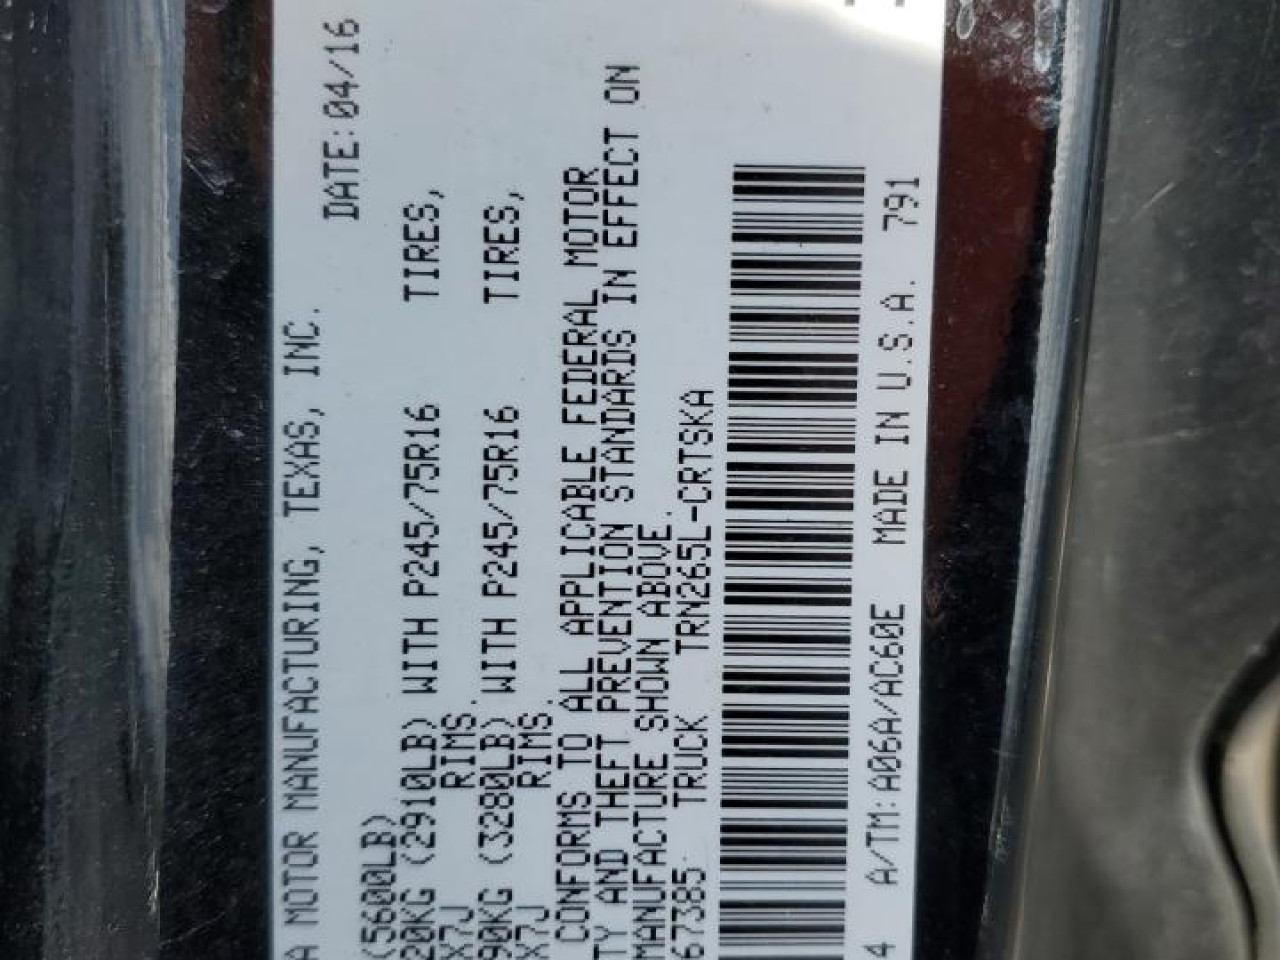 A MOTOR MANUFACTURING, TEXAS, INC.
DATE: 04/16
(5600LB)
20KG (2910LB) WITH P245/75R16 TIRES,
X7J RIMS.
90KG (3280LB) WITH P245/75R16 TIRES,
X7J RIMS.
CONFORMS TO ALL APPLICABLE FEDERAL MOTOR
TY AND THEFT PREVENTION STANDARDS IN EFFECT ON
MANUFACTURE SHOWN ABOVE.
67385 TRUCK TRN265L-CRTSKA
4 A/TM: A06A/AC60E MADE IN U.S.A. 791